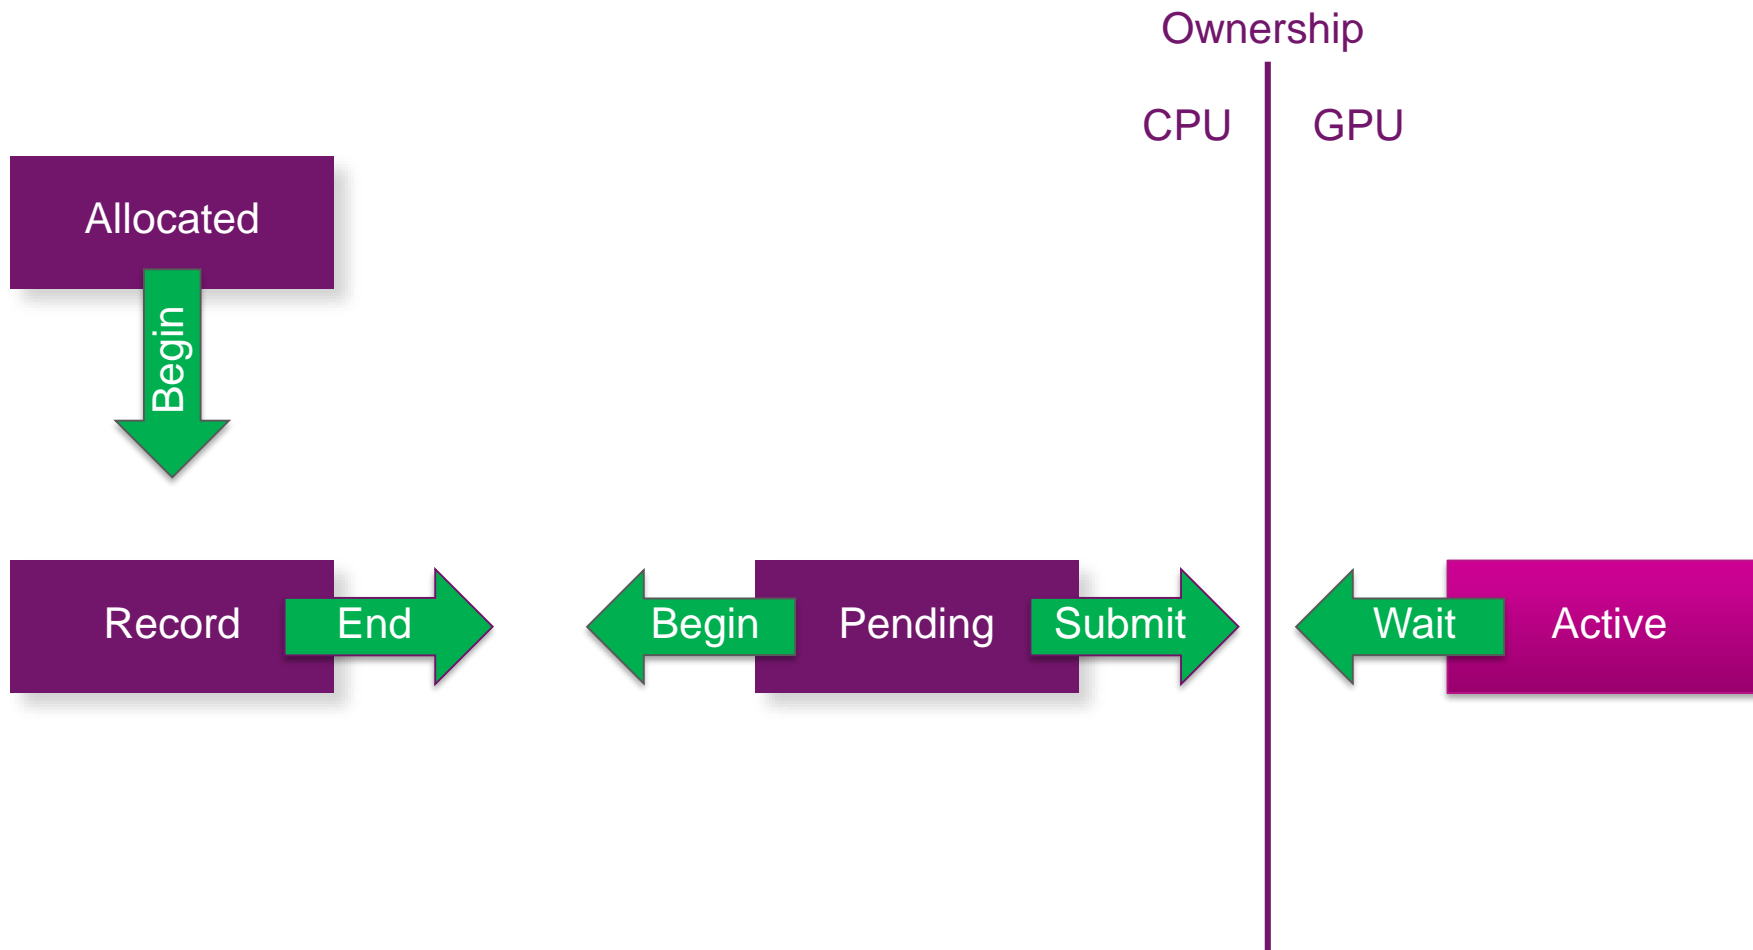 Ownership
CPU
GPU
Allocated
Begin
Record
End
Begin
Pending
Submit
Wait
Active